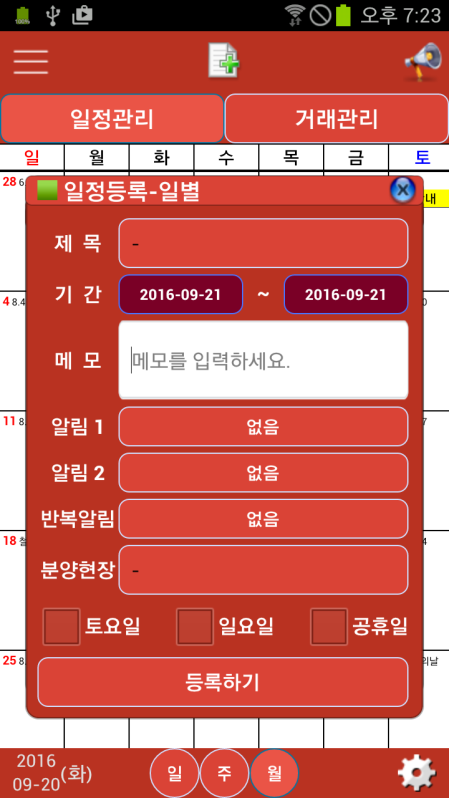 100%
오후 7:23
일정관리 거래관리
일 월 화 수 목 금 토
28 6
일정등록-일별
내
제 목 -
기 간 2016-09-21 ~ 2016-09-21
4 8.4 0
메 모 메모를 입력하세요.
11 8. 7
알림 1 없음
알림 2 없음
반복알림 없음
18 4
분양현장 -
토요일 일요일 공휴일
25 8. 의날
등록하기
2016
09-20 (화)
일 주 월